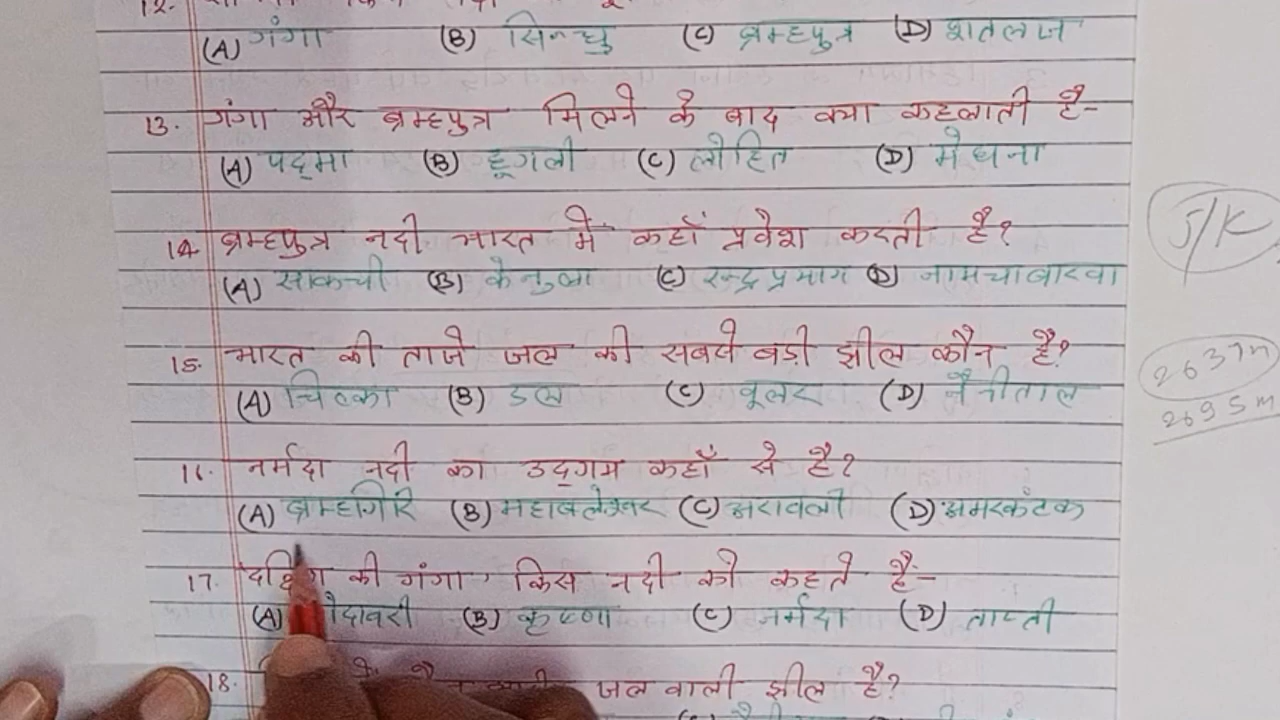 12.
(A) गंगा (B) सिन्धु (C) ब्रम्हपुत्र (D) शतलज
13. गंगा और ब्रम्हपुत्र मिलने के बाद क्या कहलाती है-
(A) पद्मा (B) हूगली (C) लोहित (D) मेघना
14. ब्रम्हपुत्र नदी भारत में कहाँ प्रवेश करती है?
(A) साकच्ची (B) केनुब्बा (C) रुद्रप्रयाग (D) नामचाबारवा
15. भारत की ताजे जल की सबसे बड़ी झील कौन है?
(A) चिल्का (B) डल (C) वूलर (D) नैनीताल
16. नर्मदा नदी का उद्गम कहाँ से है?
(A) ब्राम्हगिरि (B) महाबलेश्वर (C) अरावली (D) अमरकंटक
17. दक्षिण की गंगा किस नदी को कहते है-
(A) गोदावरी (B) कृष्णा (C) नर्मदा (D) ताप्ती
18. जल वाली झील है?
J/K
2637m
2695m